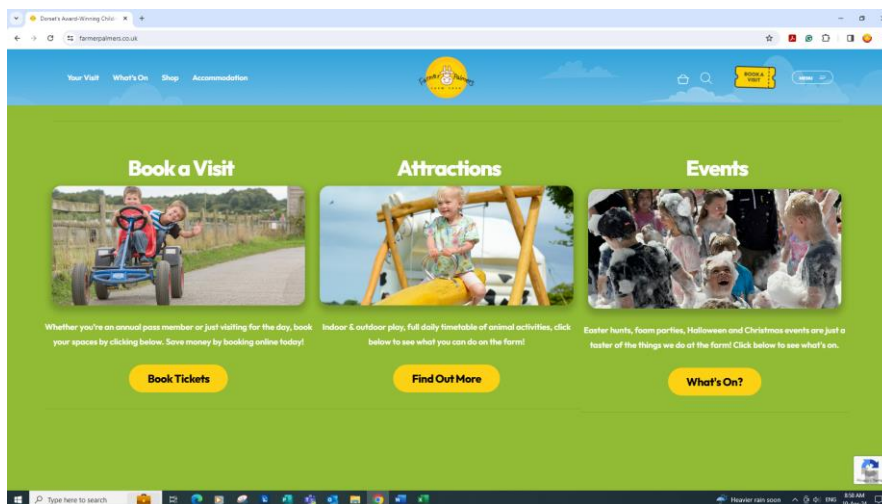 Dorset's Award-Winning Child
farmerpalmers.co.uk
Your Visit What's On Shop Accommodation
Farmer Palmers
FARM PARK
BOOK A
VISIT
MENU
Book a Visit
Attractions
Events
Whether you're an annual pass member or just visiting for the day, book
your spaces by clicking below. Save money by booking online today!
Indoor & outdoor play, full daily timetable of animal activities, click
below to see what you can do on the farm!
Easter hunts, foam parties, Halloween and Christmas events are just a
taster of the things we do at the farm! Click below to see what's on.
Book Tickets
Find Out More
What's On?
Type here to search
Heavier rain soon
ENG
8:58 AM